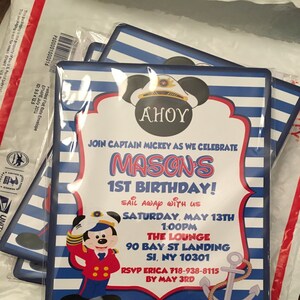 AHOY
JOIN CAPTAIN MICKEY AS WE CELEBRATE
MASON'S
1ST BIRTHDAY!
SAIL AWAY WITH US
SATURDAY, MAY 13TH
1:00PM
THE LOUNGE
90 BAY ST LANDING
SI, NY 10301
RSVP ERICA 718-938-8115
BY MAY 3RD